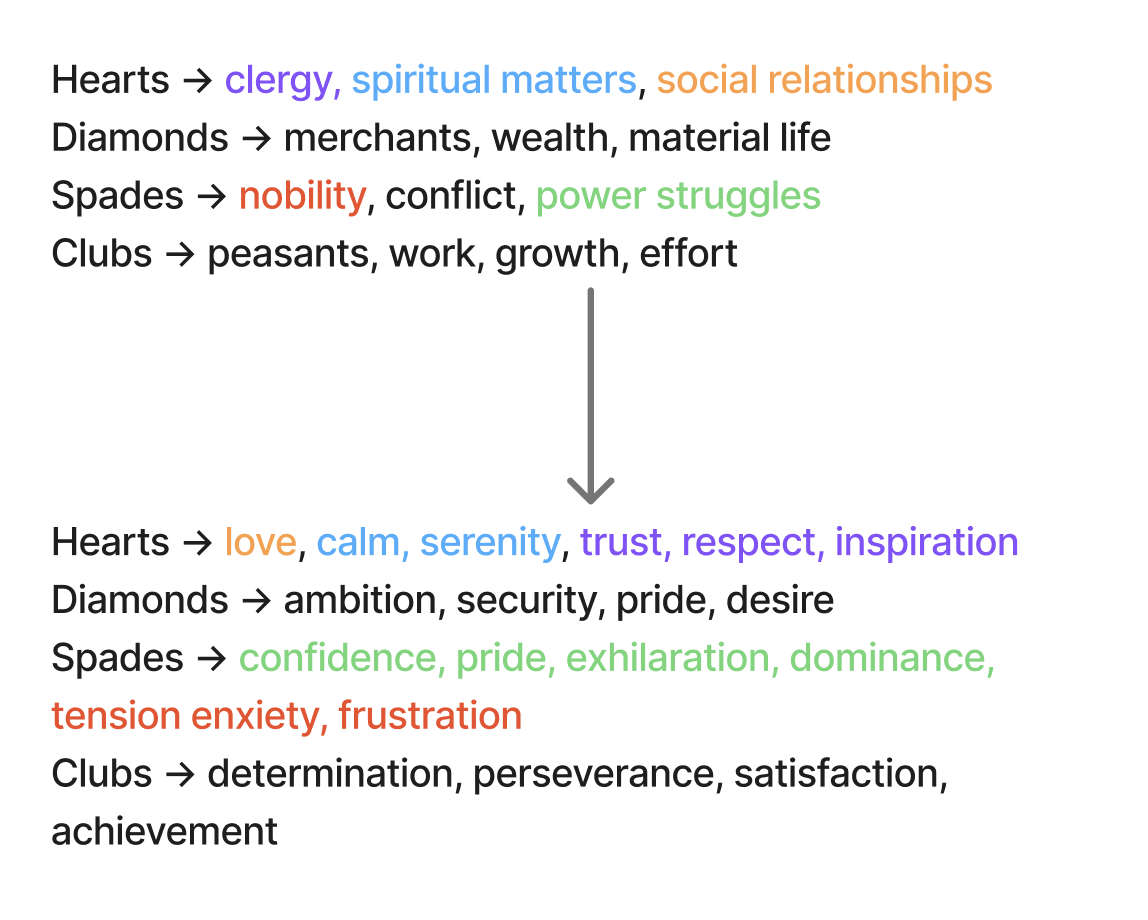 Hearts → clergy, spiritual matters, social relationships
Diamonds → merchants, wealth, material life
Spades → nobility, conflict, power struggles
Clubs → peasants, work, growth, effort
Hearts → love, calm, serenity, trust, respect, inspiration
Diamonds → ambition, security, pride, desire
Spades → confidence, pride, exhilaration, dominance,
tension enxiety, frustration
Clubs → determination, perseverance, satisfaction,
achievement